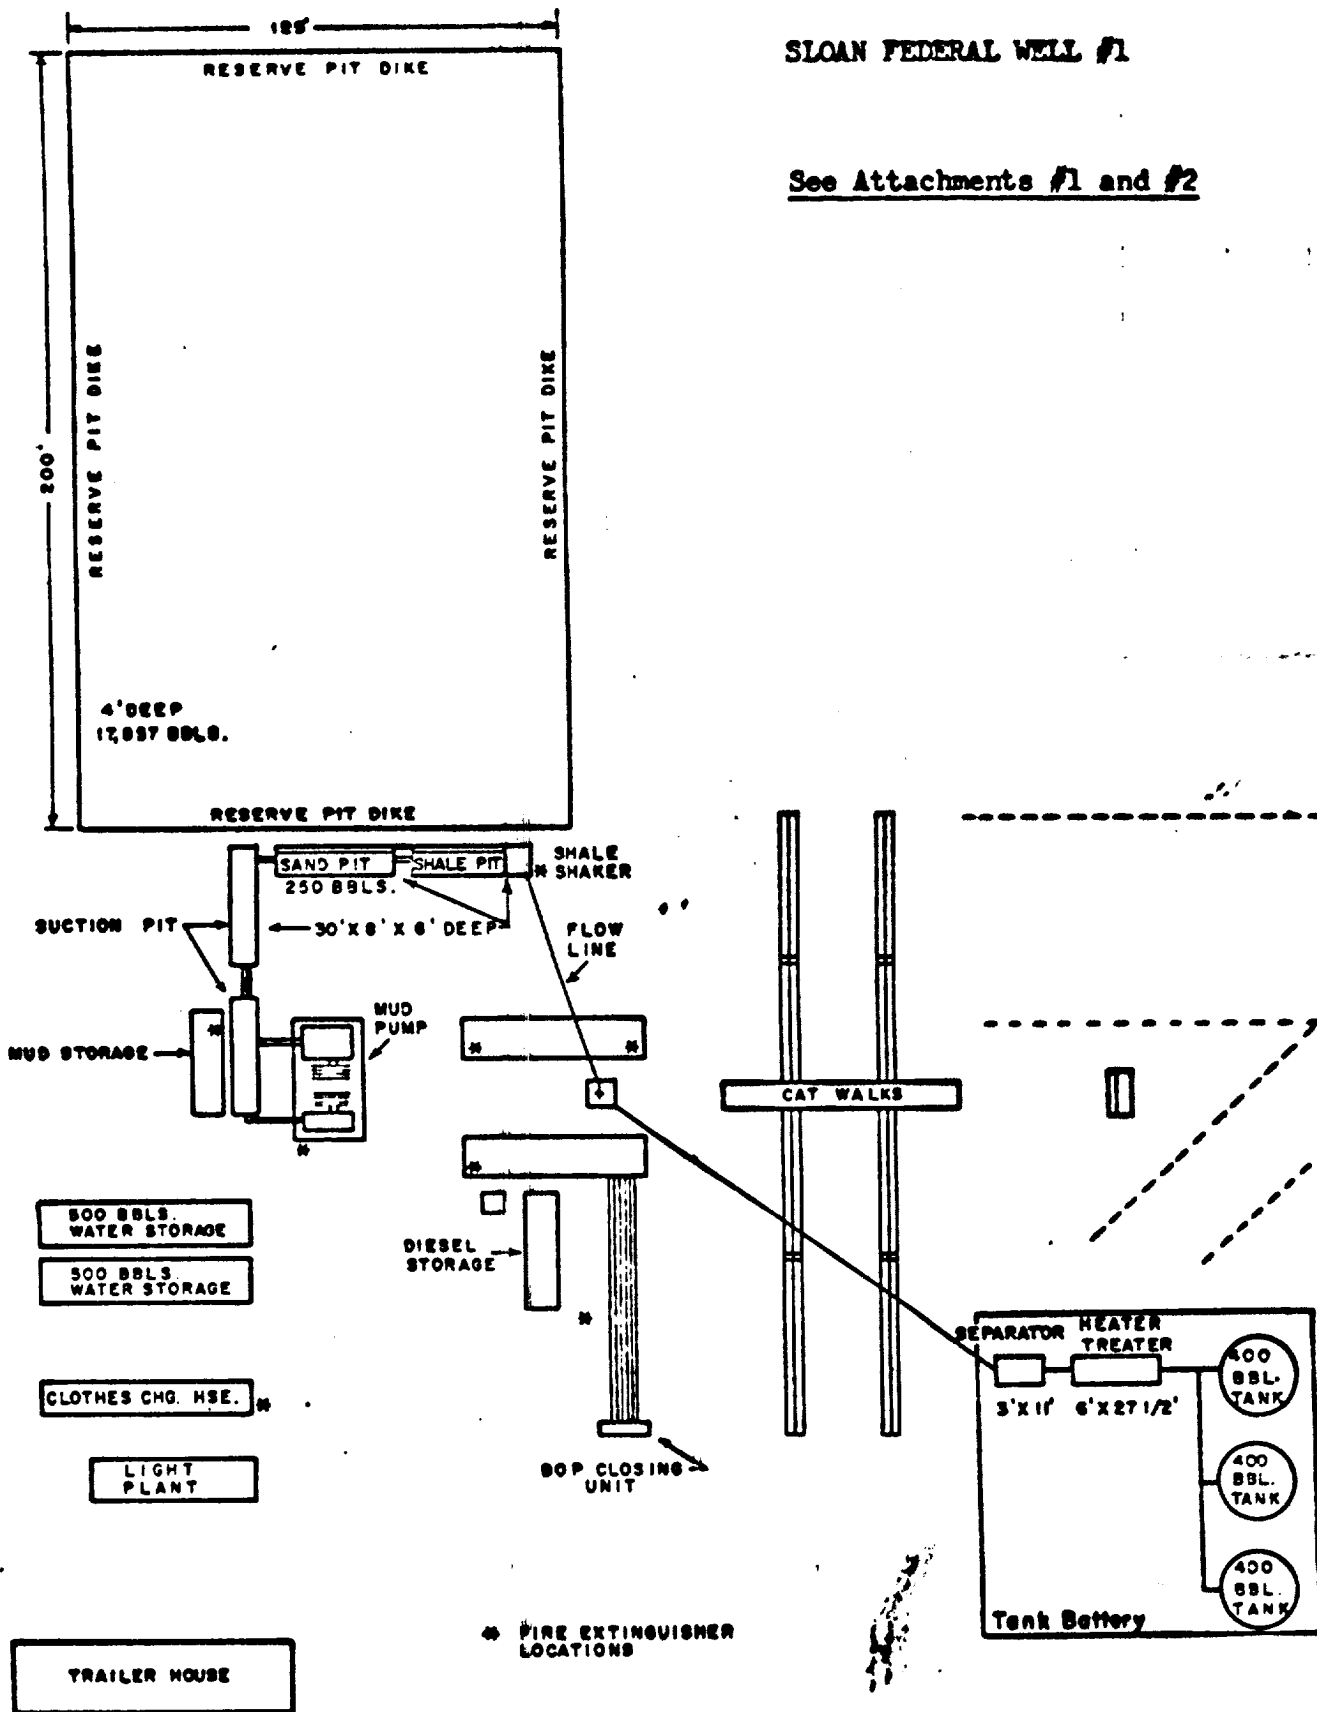 125'
SLOAN FEDERAL WELL #1
RESERVE PIT DIKE
See Attachments #1 and #2
RESERVE PIT DIKE
RESERVE PIT DIKE
200'
4' DEEP
17,857 BBLS.
RESERVE PIT DIKE
SAND PIT
SHALE PIT
SHALE
SHAKER
250 BBLS.
SUCTION PIT
30' X 8' X 6' DEEP
FLOW
LINE
MUD
PUMP
MUD STORAGE
CAT WALKS
500 BBLS.
WATER STORAGE
500 BBLS.
WATER STORAGE
DIESEL
STORAGE
SEPARATOR
HEATER
TREATER
400
BBL.
TANK
3' X 11'
6' X 27 1/2'
CLOTHES CHG. HSE.
BOP CLOSING
UNIT
LIGHT
PLANT
400
BBL.
TANK
400
BBL.
TANK
Tank Battery
* FIRE EXTINGUISHER
LOCATIONS
TRAILER HOUSE